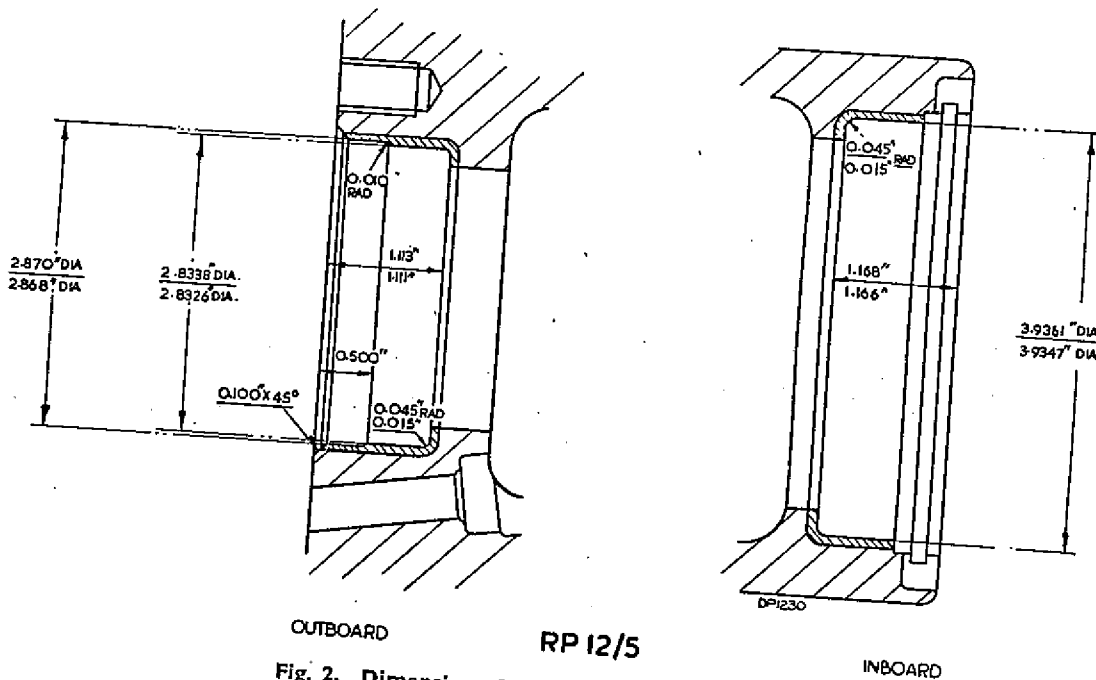 2.870" DIA
2.868" DIA
2.8338" DIA.
2.8326" DIA.
0.010"
RAD
1.113"
1.111"
0.500"
0.100" X 45°
0.045" RAD
0.015"
0.045" RAD
0.015"
1.168"
1.166"
3.9361" DIA
3.9347" DIA
DP1230
OUTBOARD
RP 12/5
INBOARD
Fig. 2. Dimension